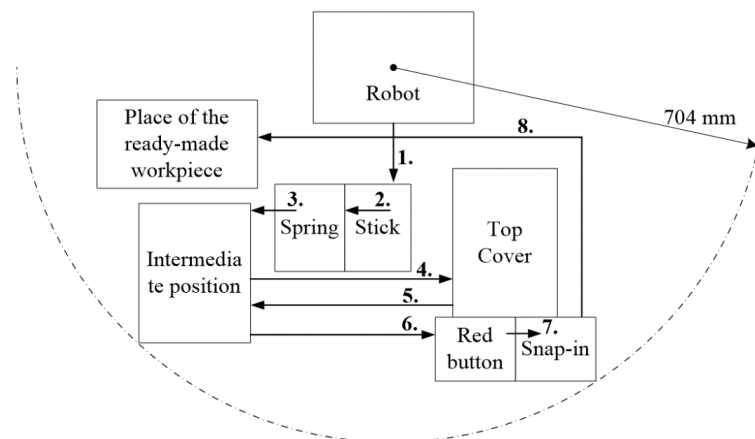 Robot
704 mm
Place of the
ready-made
workpiece
8.
1.
3.
2.
Spring
Stick
Top
Cover
Intermedia
te position
4.
5.
6.
Red
button
7.
Snap-in